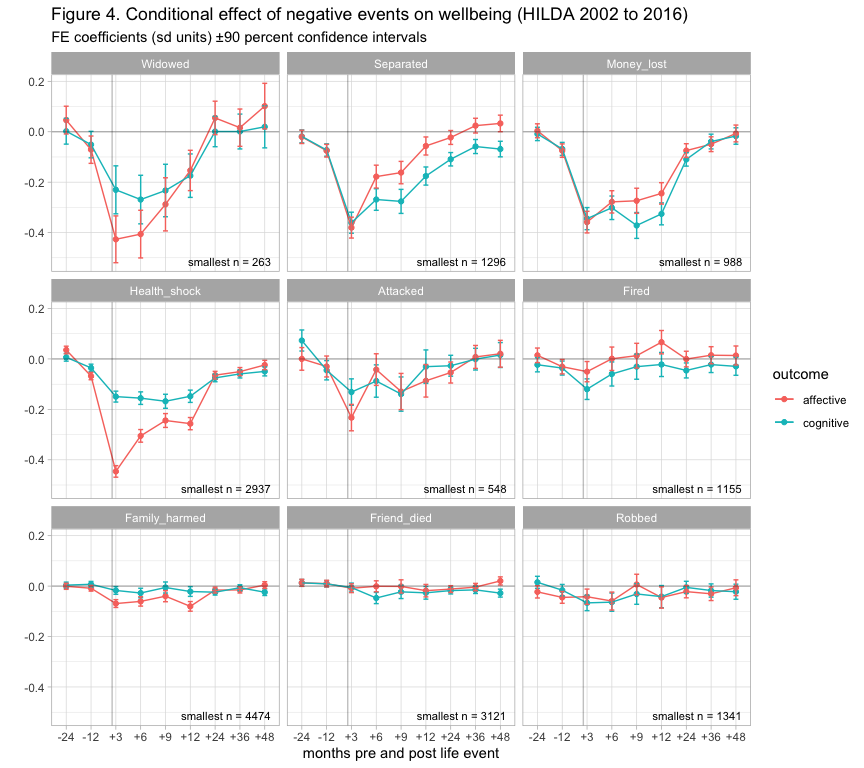 Figure 4. Conditional effect of negative events on wellbeing (HILDA 2002 to 2016)
FE coefficients (sd units) ±90 percent confidence intervals
Widowed Separated Money_lost
0.2
0.0
-0.2
-0.4
smallest n = 263 smallest n = 1296 smallest n = 988
Health_shock Attacked Fired
0.2
0.0
-0.2
-0.4
smallest n = 2937 smallest n = 548 smallest n = 1155
outcome
affective
cognitive
Family_harmed Friend_died Robbed
0.2
0.0
-0.2
-0.4
smallest n = 4474 smallest n = 3121 smallest n = 1341
-24 -12 +3 +6 +9 +12 +24 +36 +48 -24 -12 +3 +6 +9 +12 +24 +36 +48 -24 -12 +3 +6 +9 +12 +24 +36 +48
months pre and post life event